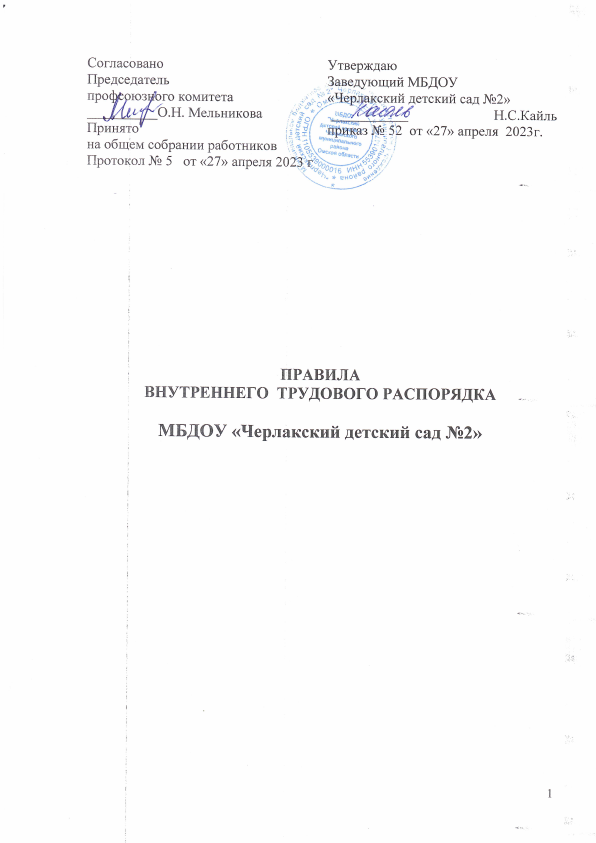 Согласовано
Председатель
профсоюзного комитета
__________О.Н. Мельникова
Принято
на общем собрании работников
Протокол № 5 от «27» апреля 2023 г
Утверждаю
Заведующий МБДОУ
«Черлакский детский сад №2»
Н.С.Кайль
приказ № 52 от «27» апреля 2023г.
ПРАВИЛА
ВНУТРЕННЕГО ТРУДОВОГО РАСПОРЯДКА
МБДОУ «Черлакский детский сад №2»
1